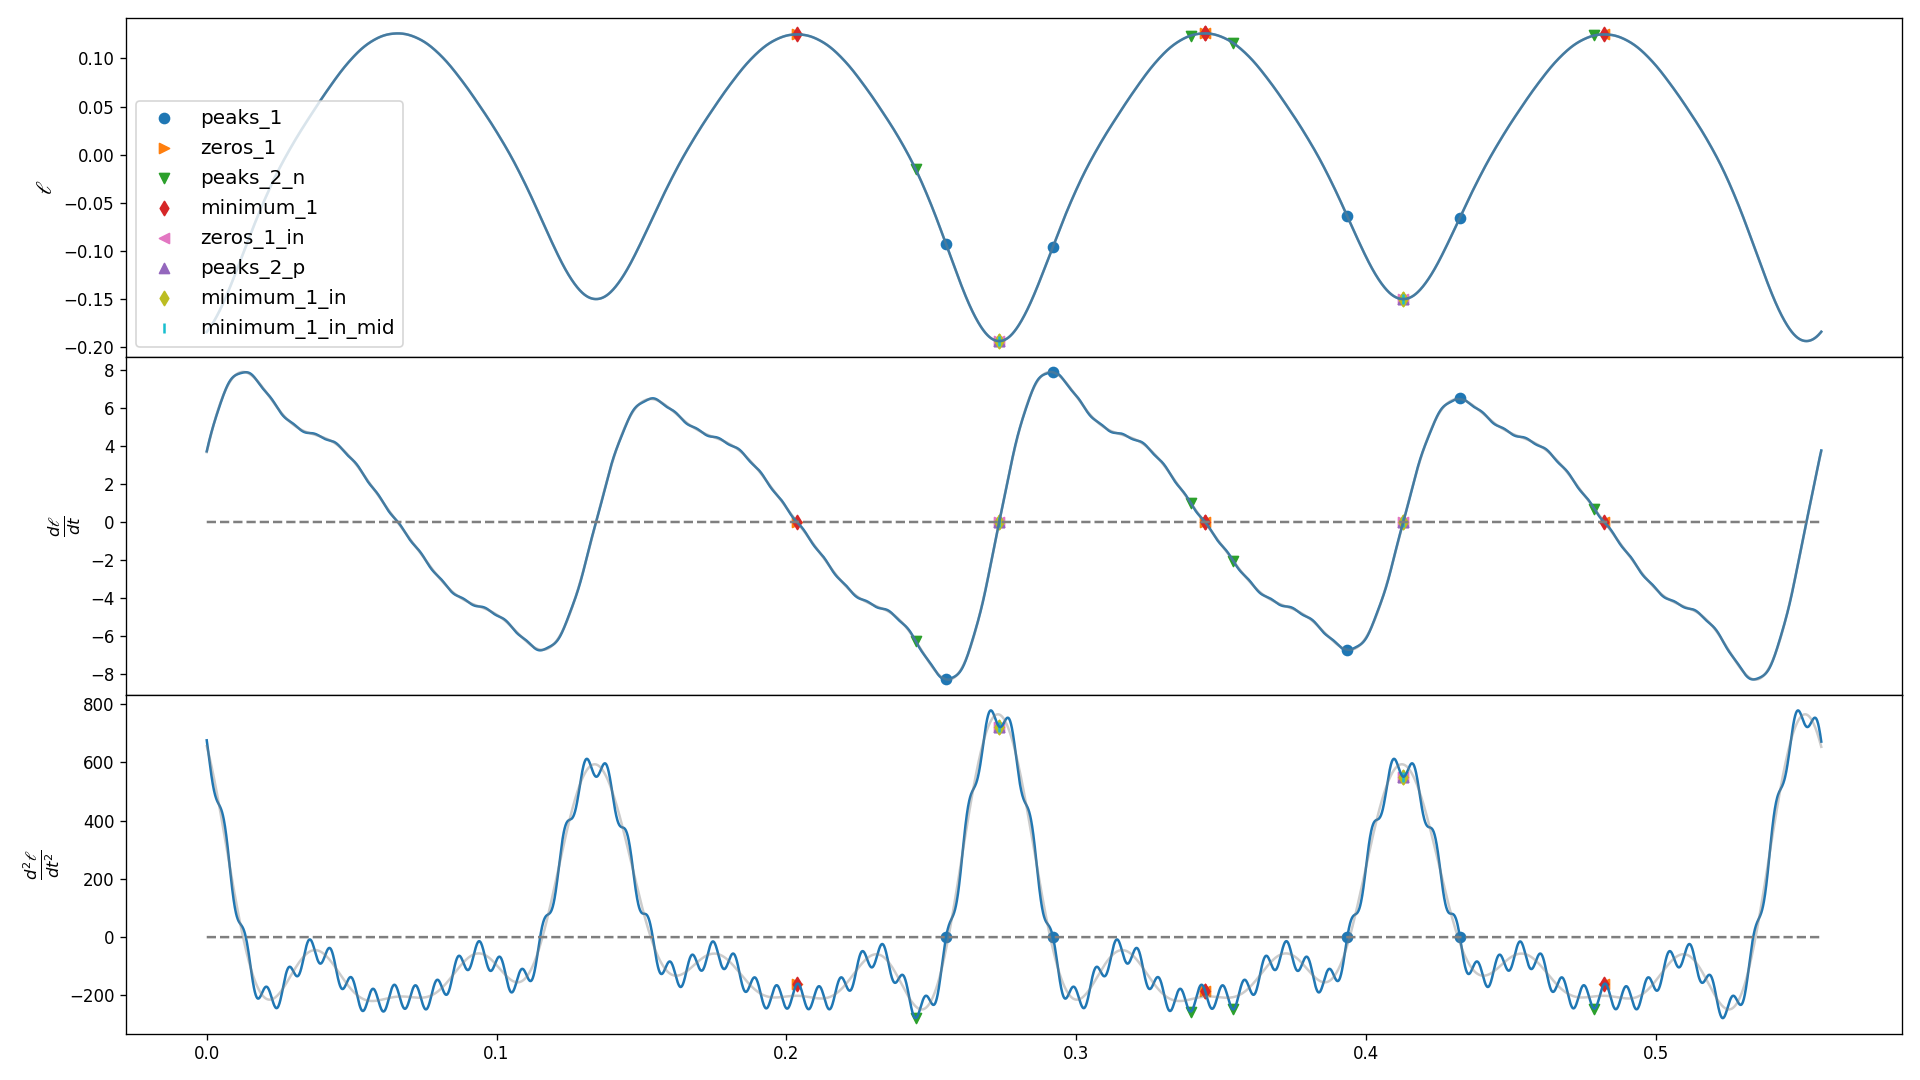 0.10
0.05
0.00
−0.05
−0.10
−0.15
−0.20
ℓ
peaks_1
zeros_1
peaks_2_n
minimum_1
zeros_1_in
peaks_2_p
minimum_1_in
minimum_1_in_mid
8
6
4
2
0
−2
−4
−6
−8
dℓ
dt
800
600
400
200
0
−200
d²ℓ
dt²
0.0 0.1 0.2 0.3 0.4 0.5